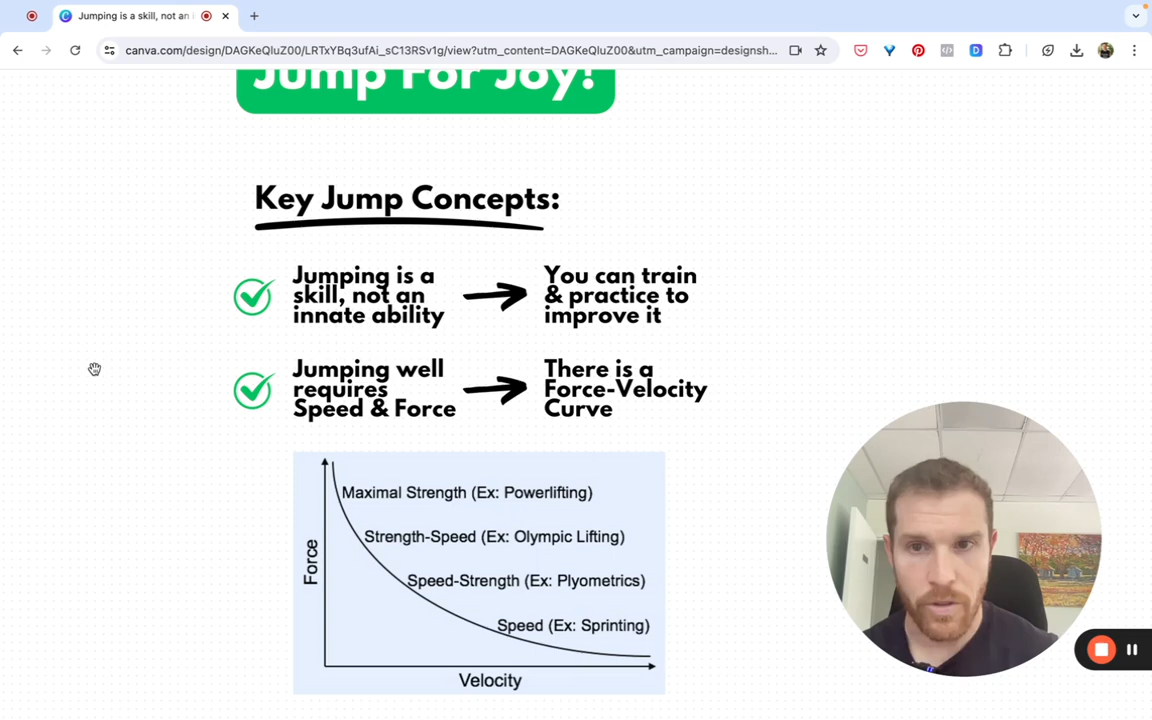 Jumping is a skill, not an i
canva.com/design/DAGKeQluZ00/LRTxYBq3ufAi_sC13RSv1g/view?utm_content=DAGKeQluZ00&utm_campaign=designsh...
Jump For Joy!
Key Jump Concepts:
Jumping is a
skill, not an
innate ability
You can train
& practice to
improve it
Jumping well
requires
Speed & Force
There is a
Force-Velocity
Curve
Maximal Strength (Ex: Powerlifting)
Strength-Speed (Ex: Olympic Lifting)
Speed-Strength (Ex: Plyometrics)
Speed (Ex: Sprinting)
Force
Velocity